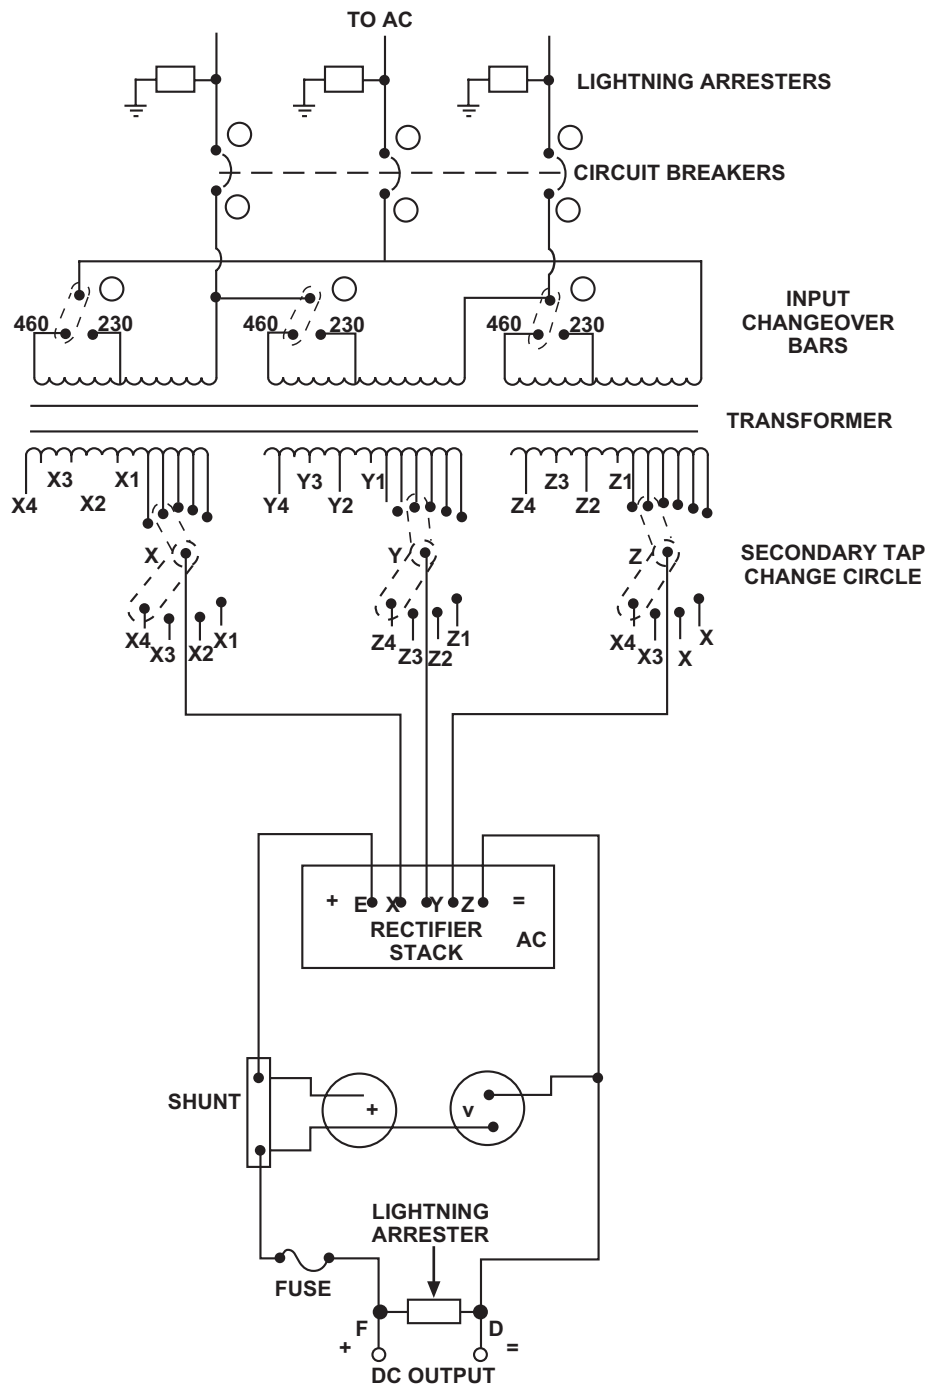 TO AC
LIGHTNING ARRESTERS
CIRCUIT BREAKERS
460 230
460 230
460 230
INPUT
CHANGEOVER
BARS
TRANSFORMER
X4 X3 X2 X1
Y4 Y3 Y2 Y1
Z4 Z3 Z2 Z1
X
Y
Z
SECONDARY TAP
CHANGE CIRCLE
X4 X3 X2 X1
Z4 Z3 Z2 Z1
X4 X3 X X
+ E X Y Z =
RECTIFIER
STACK
AC
SHUNT
+
v
LIGHTNING
ARRESTER
FUSE
F D
+ =
DC OUTPUT